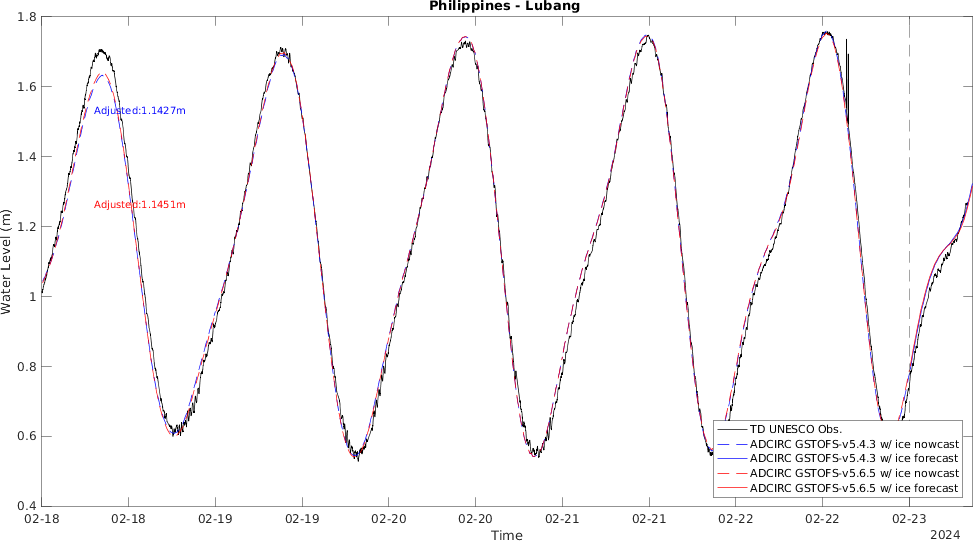 Philippines - Lubang
1.8
1.6
1.4
1.2
1
0.8
0.6
0.4
Water Level (m)
Adjusted:1.1427m
Adjusted:1.1451m
TD UNESCO Obs.
ADCIRC GSTOFS-v5.4.3 w/ ice nowcast
ADCIRC GSTOFS-v5.4.3 w/ ice forecast
ADCIRC GSTOFS-v5.6.5 w/ ice nowcast
ADCIRC GSTOFS-v5.6.5 w/ ice forecast
02-18 02-18 02-19 02-19 02-20 02-20 02-21 02-21 02-22 02-22 02-23
Time
2024